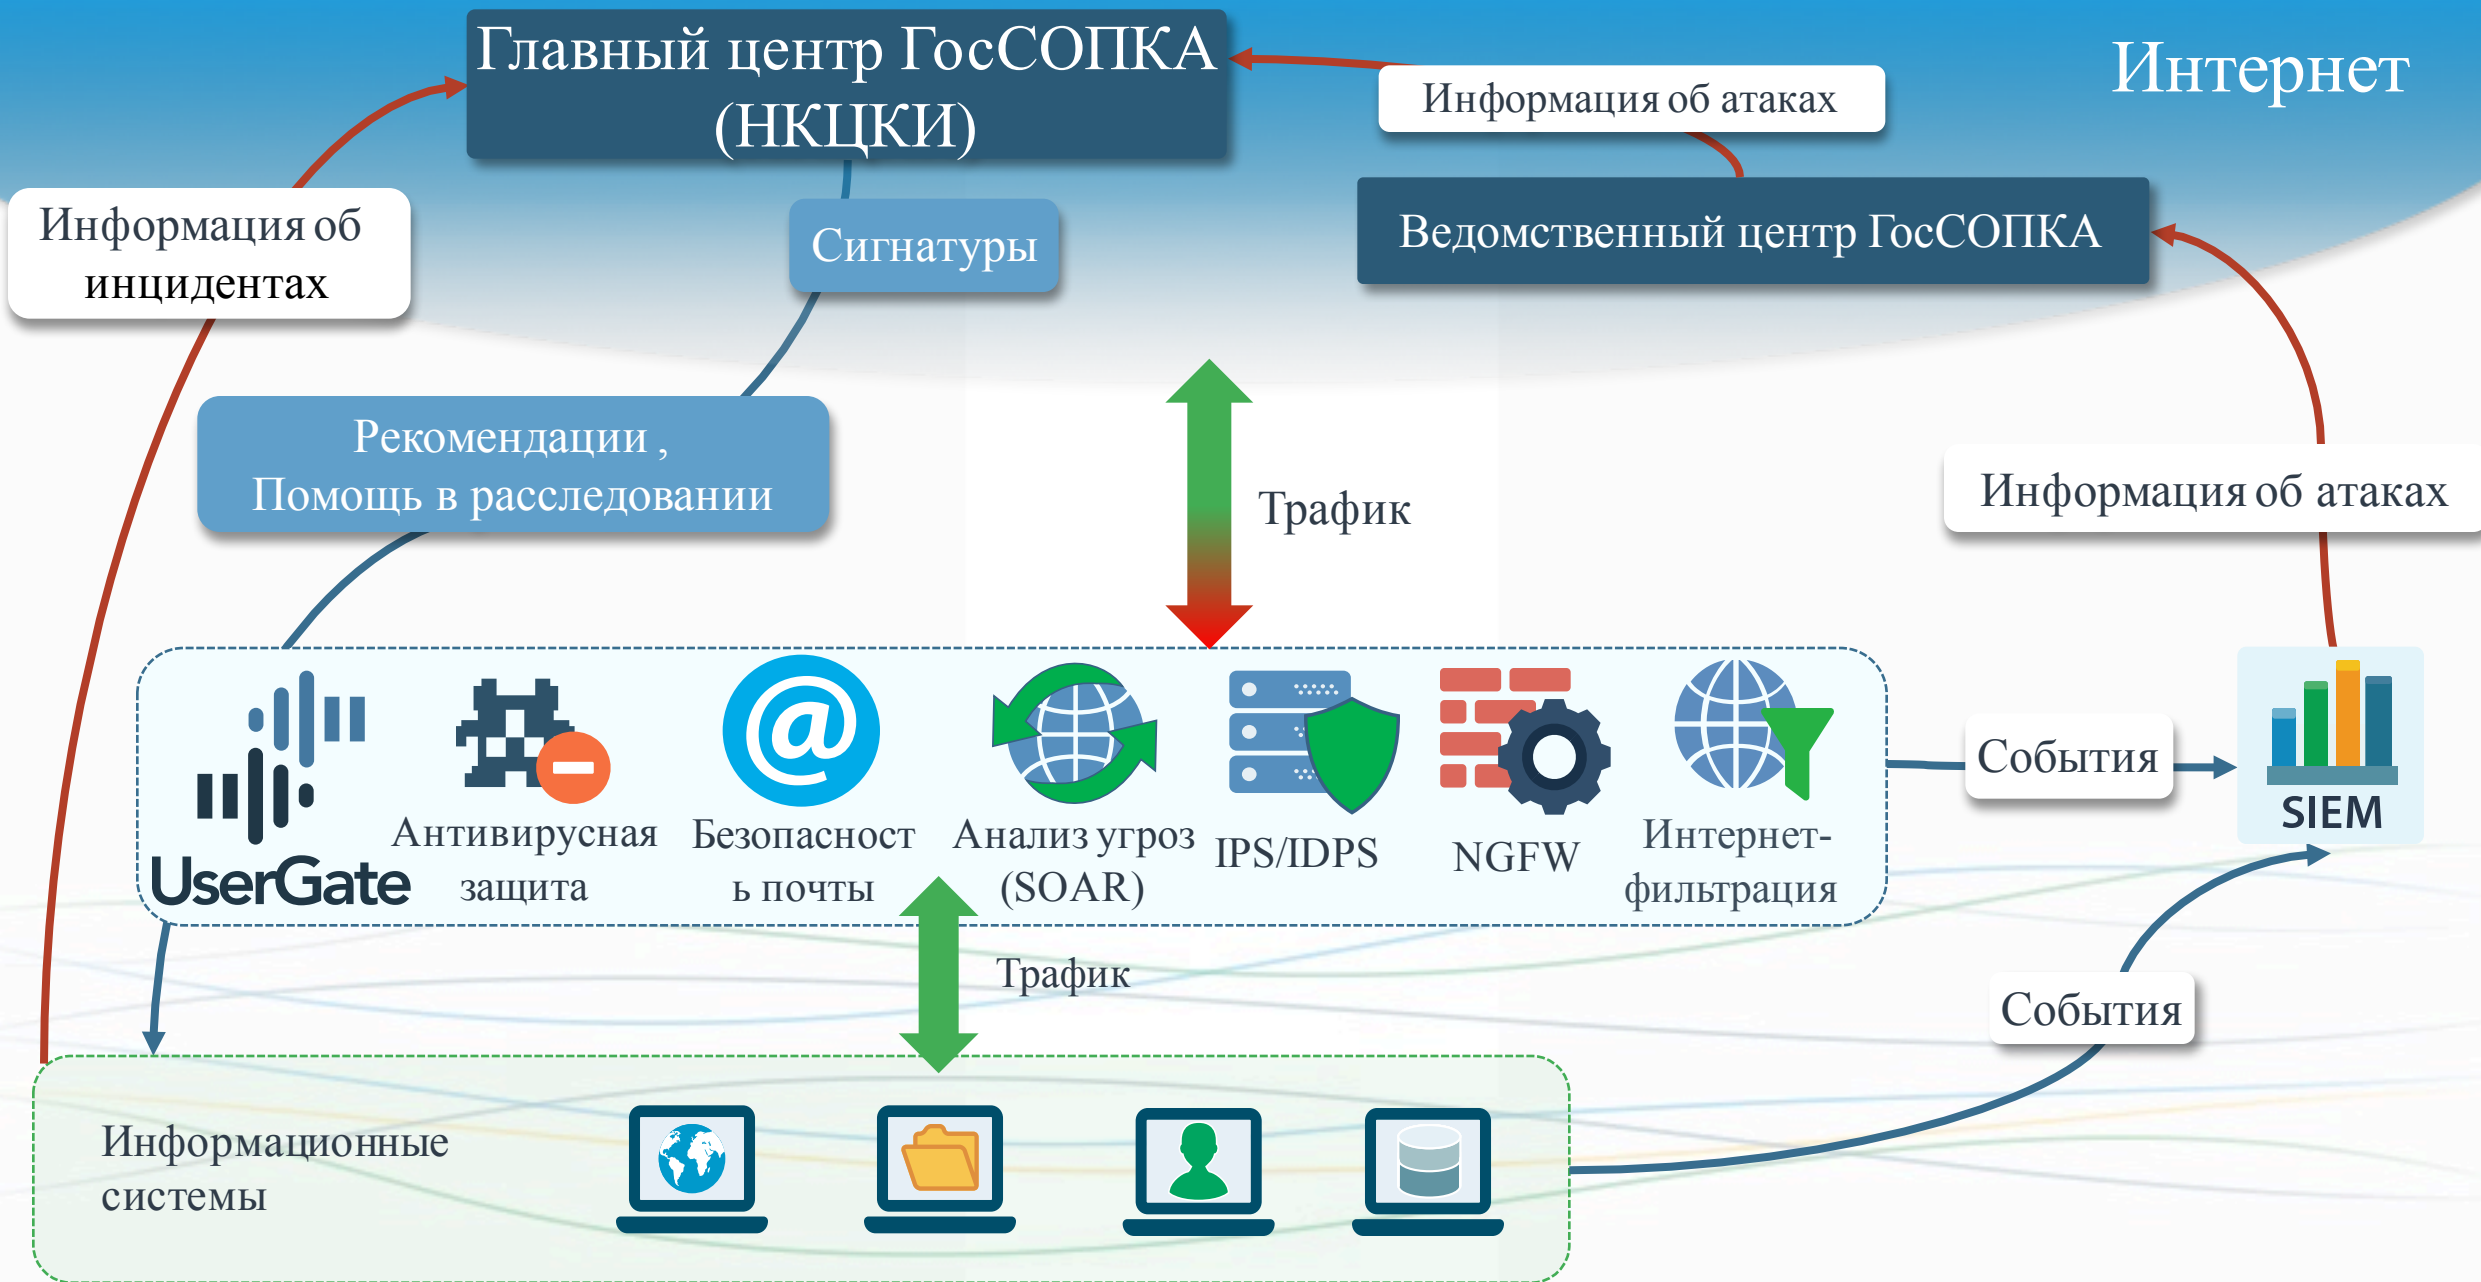 Главный центр ГосСОПКА
(НКЦКИ)
Интернет
Информация об атаках
Информация об
инцидентах
Сигнатуры
Ведомственный центр ГосСОПКА
Рекомендации ,
Помощь в расследовании
Трафик
Информация об атаках
UserGate
Антивирусная
защита
Безопасност
ь почты
Анализ угроз
(SOAR)
IPS/IDPS
NGFW
Интернет-
фильтрация
События
SIEM
Трафик
События
Информационные
системы